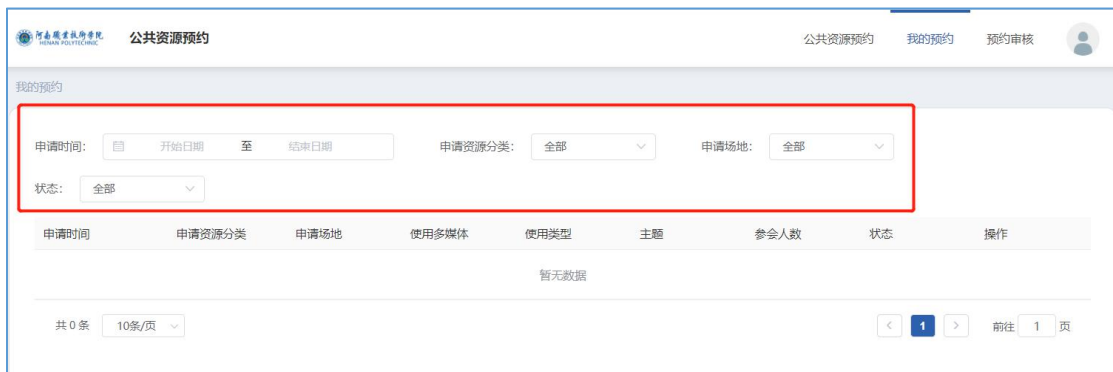 河南职业技术学院 公共资源预约 公共资源预约 我的预约 预约审核
HENAN POLYTECHNIC
我的预约
申请时间： 开始日期 至 结束日期 申请资源分类： 全部 申请场地： 全部
状态： 全部
申请时间 申请资源分类 申请场地 使用多媒体 使用类型 主题 参会人数 状态 操作
暂无数据
共 0 条 10条/页 < 1 > 前往 1 页